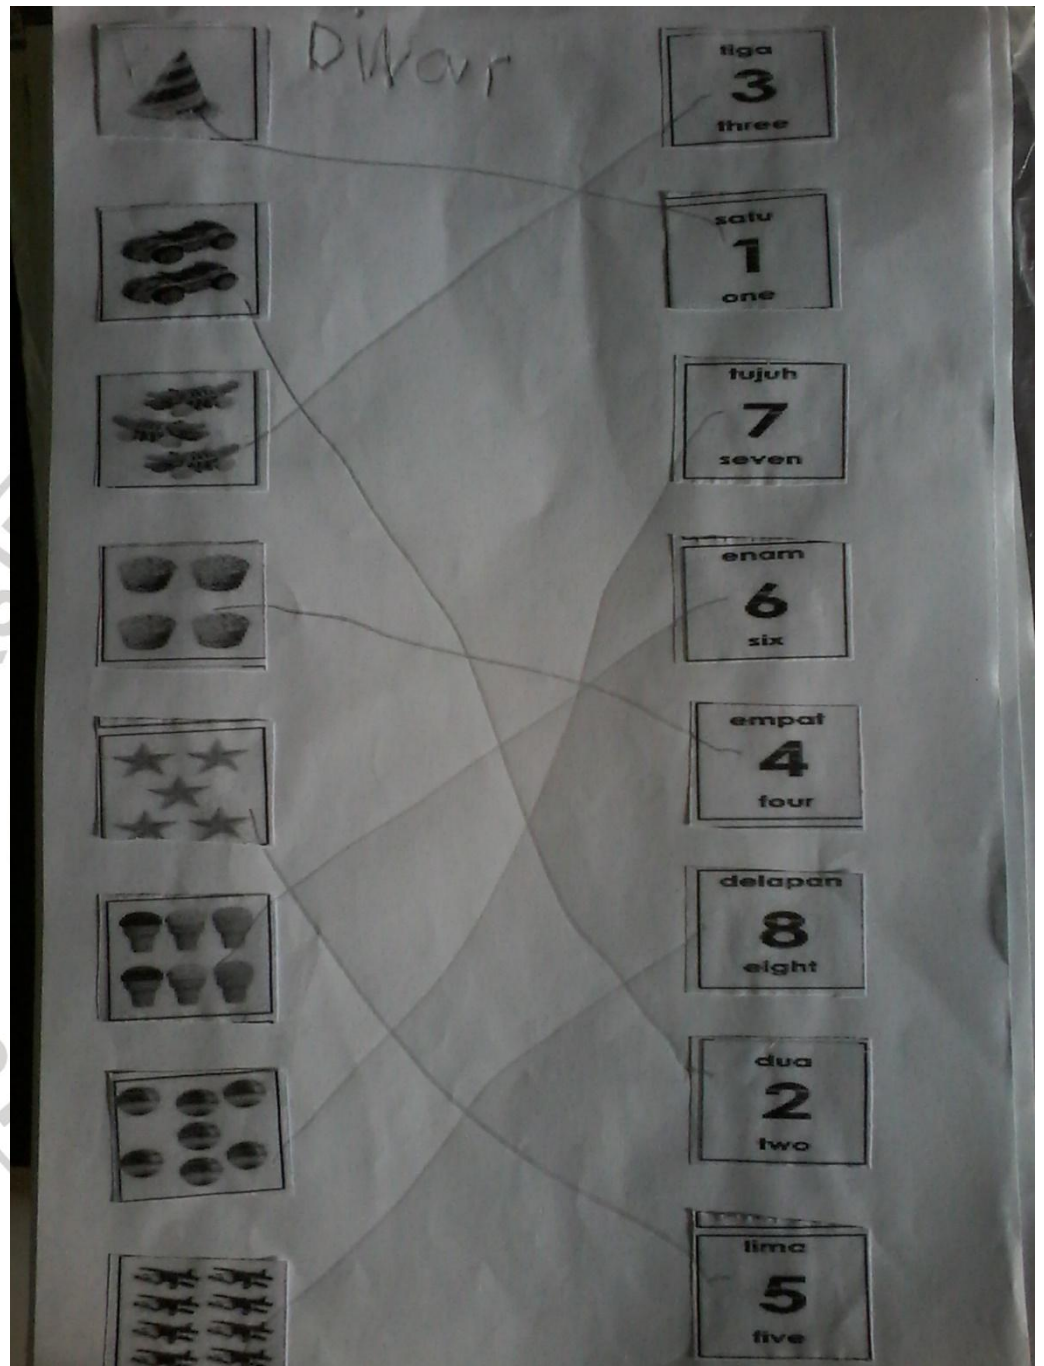 Diwar
tiga
3
three
satu
1
one
tujuh
7
seven
enam
6
six
empat
4
four
delapan
8
eight
dua
2
two
lima
5
five